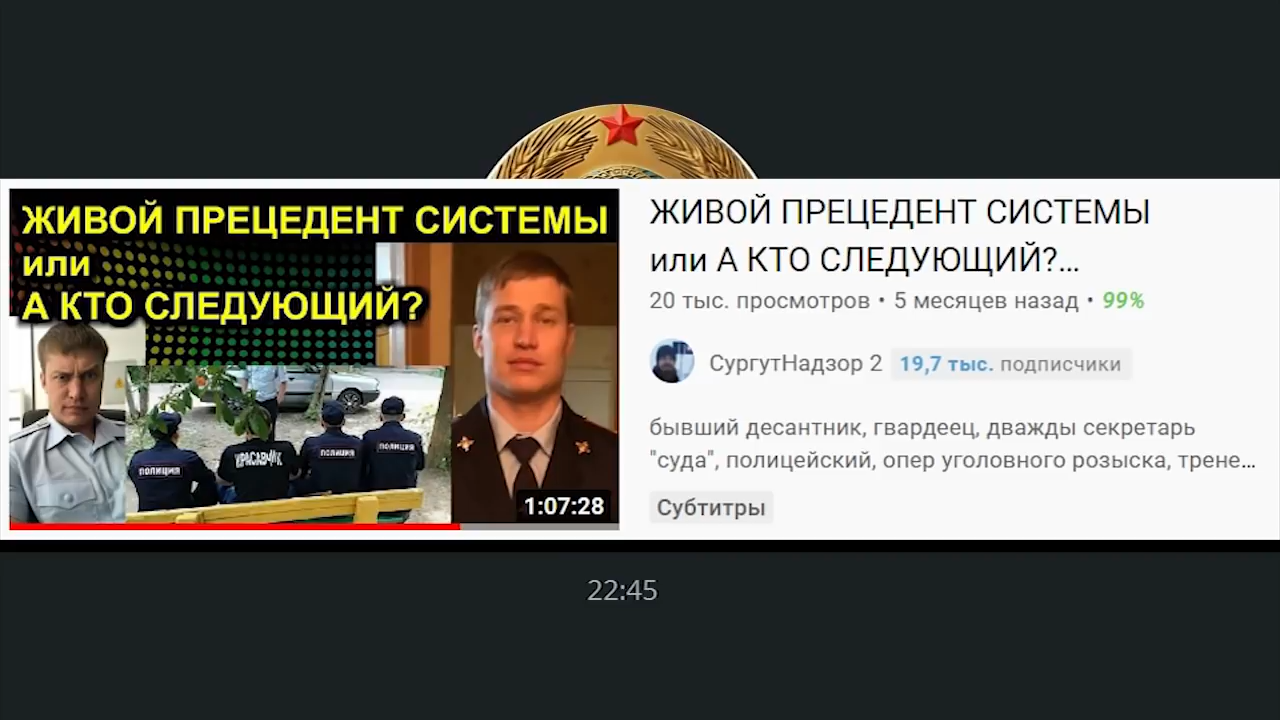 ЖИВОЙ ПРЕЦЕДЕНТ СИСТЕМЫ
или
А КТО СЛЕДУЮЩИЙ?
ПОЛИЦИЯ
КРАСАВЧИК
ПОЛИЦИЯ
ПОЛИЦИЯ
1:07:28
ЖИВОЙ ПРЕЦЕДЕНТ СИСТЕМЫ
или А КТО СЛЕДУЮЩИЙ?...
20 тыс. просмотров • 5 месяцев назад • 99%
СургутНадзор 2 19,7 тыс. подписчики
бывший десантник, гвардеец, дважды секретарь
"суда", полицейский, опер уголовного розыска, трене...
Субтитры
22:45